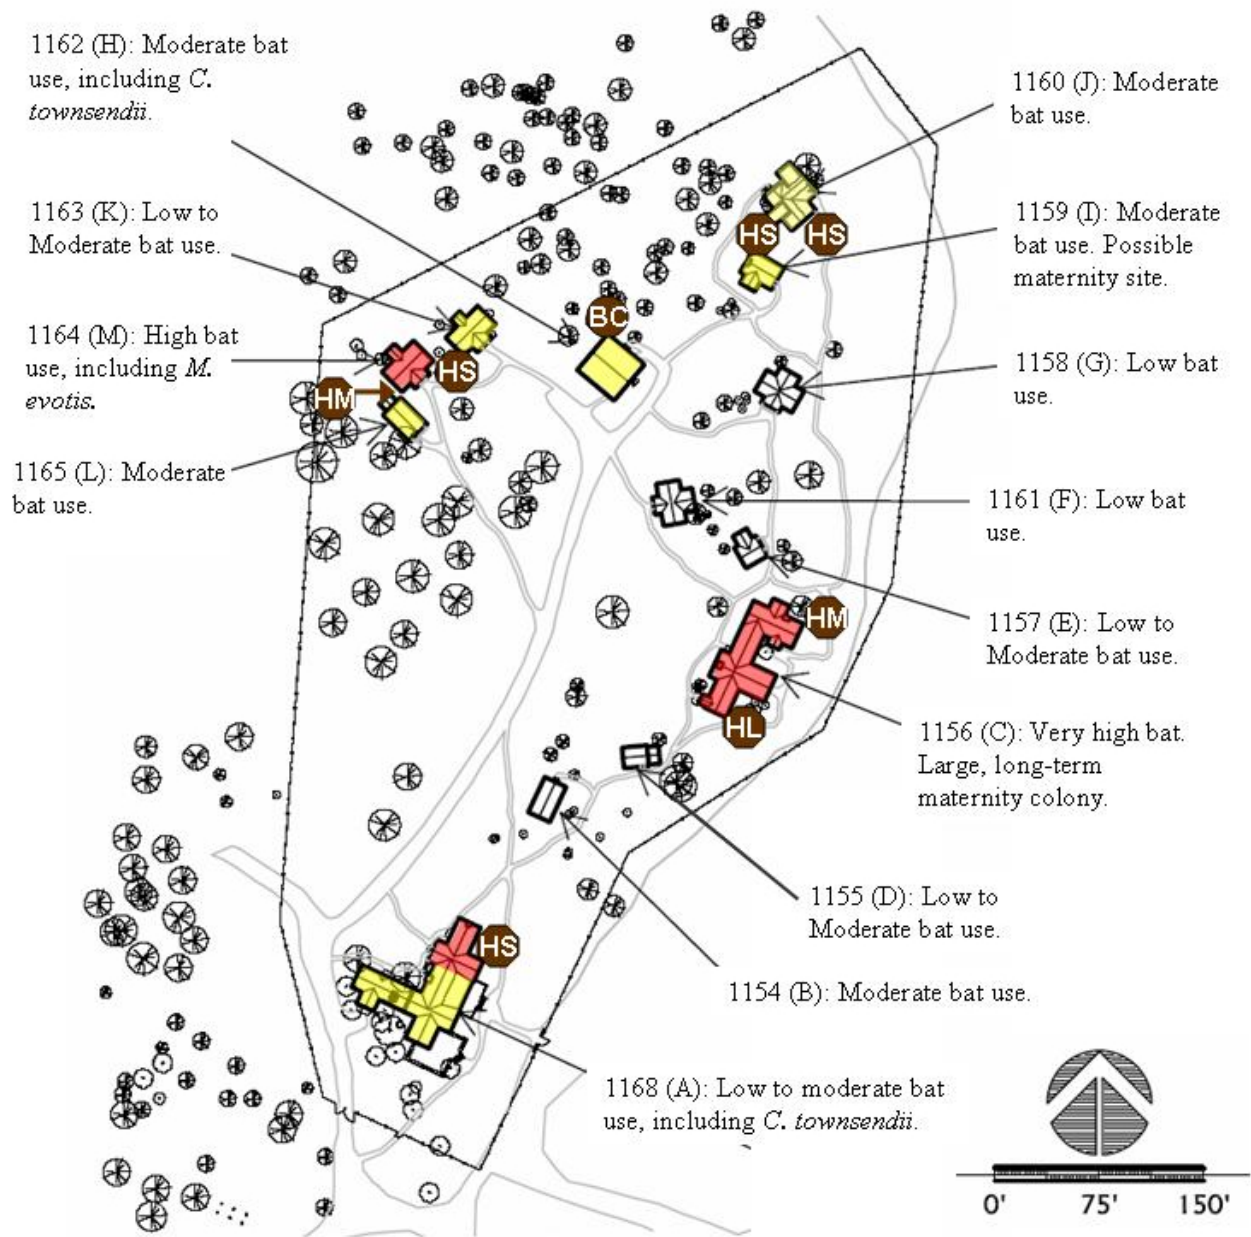 1162 (H): Moderate bat
use, including C.
townsendii.
1163 (K): Low to
Moderate bat use.
1164 (M): High bat
use, including M.
evotis.
1165 (L): Moderate
bat use.
1160 (J): Moderate
bat use.
1159 (I): Moderate
bat use. Possible
maternity site.
1158 (G): Low bat
use.
1161 (F): Low bat
use.
1157 (E): Low to
Moderate bat use.
1156 (C): Very high bat.
Large, long-term
maternity colony.
1155 (D): Low to
Moderate bat use.
1154 (B): Moderate bat use.
1168 (A): Low to moderate bat
use, including C. townsendii.
HS
HS
BC
HS
HM
HM
HL
HS
0' 75' 150'